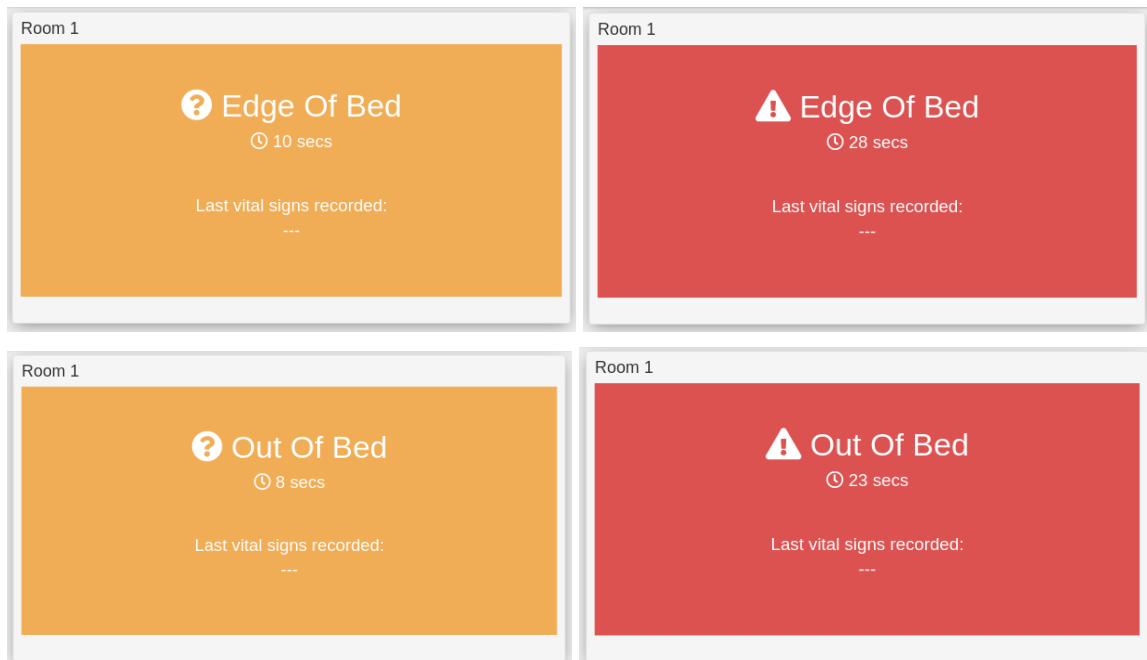 Room 1
Edge Of Bed
10 secs
Last vital signs recorded:
---
Room 1
Edge Of Bed
28 secs
Last vital signs recorded:
---
Room 1
Out Of Bed
8 secs
Last vital signs recorded:
---
Room 1
Out Of Bed
23 secs
Last vital signs recorded:
---